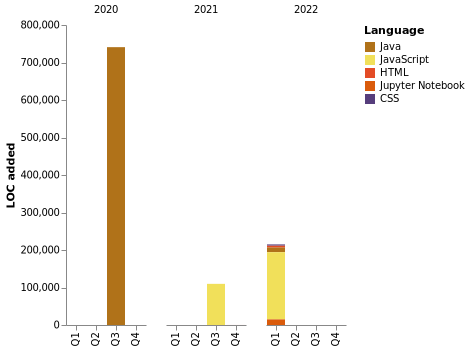 2020 2021 2022
Language
Java
JavaScript
HTML
Jupyter Notebook
CSS
LOC added
800,000
700,000
600,000
500,000
400,000
300,000
200,000
100,000
0
Q1 Q2 Q3 Q4 Q1 Q2 Q3 Q4 Q1 Q2 Q3 Q4